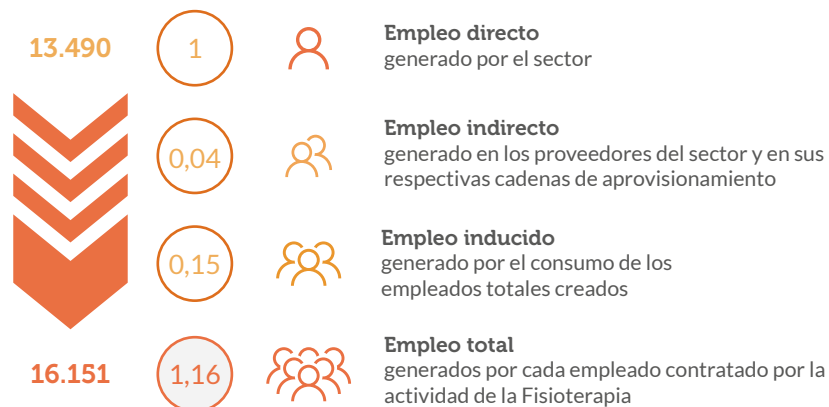 13.490
1
Empleo directo
generado por el sector
0,04
Empleo indirecto
generado en los proveedores del sector y en sus
respectivas cadenas de aprovisionamiento
0,15
Empleo inducido
generado por el consumo de los
empleados totales creados
16.151
1,16
Empleo total
generados por cada empleado contratado por la
actividad de la Fisioterapia